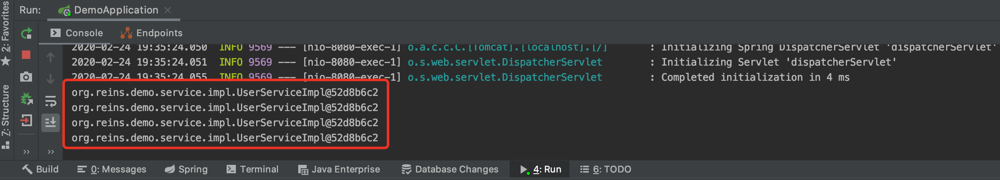 Run: DemoApplication
Console Endpoints
2: Favorites
7: Structure
2020-02-24 19:35:24.050 INFO 9569 --- [nio-8080-exec-1] o.a.c.c.C.[Tomcat].[localhost].[/] : Initializing Spring DispatcherServlet 'dispatcherServlet'
2020-02-24 19:35:24.051 INFO 9569 --- [nio-8080-exec-1] o.s.web.servlet.DispatcherServlet : Initializing Servlet 'dispatcherServlet'
2020-02-24 19:35:24.055 INFO 9569 --- [nio-8080-exec-1] o.s.web.servlet.DispatcherServlet : Completed initialization in 4 ms
org.reins.demo.service.impl.UserServiceImpl@52d8b6c2
org.reins.demo.service.impl.UserServiceImpl@52d8b6c2
org.reins.demo.service.impl.UserServiceImpl@52d8b6c2
org.reins.demo.service.impl.UserServiceImpl@52d8b6c2
Build 0: Messages Spring Terminal Java Enterprise Database Changes 4: Run 6: TODO